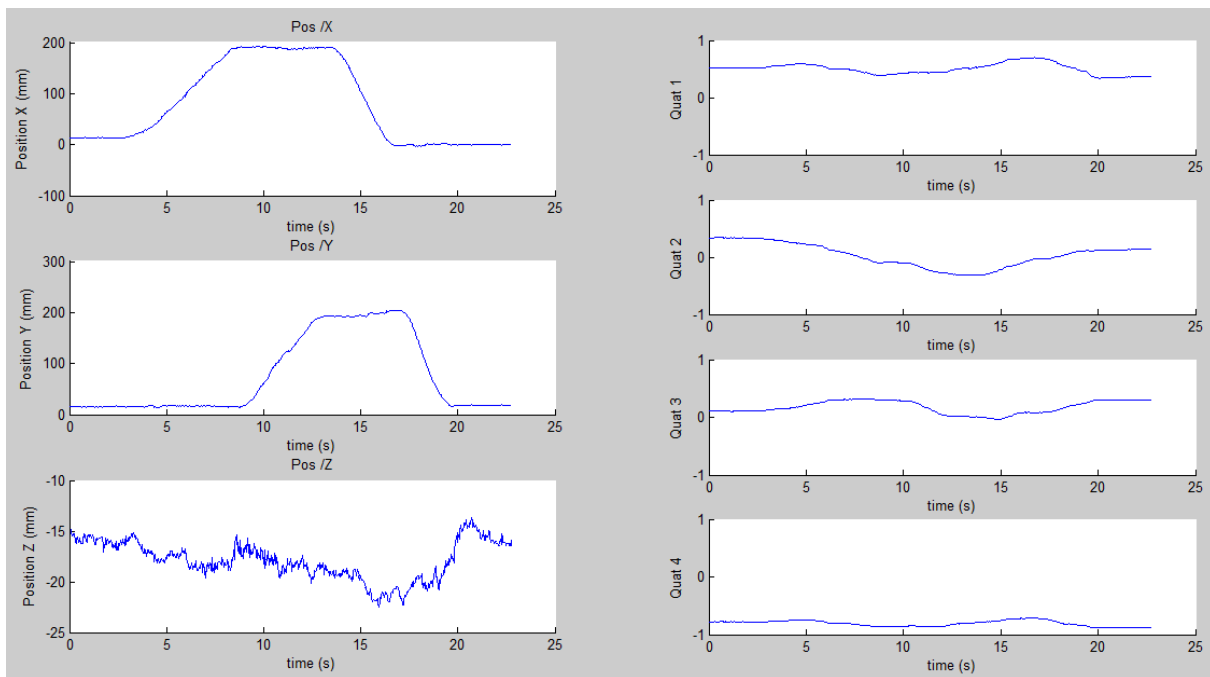 Pos /X
Position X (mm)
200
100
0
-100
0 5 10 15 20 25
time (s)
Pos /Y
Position Y (mm)
300
200
100
0
0 5 10 15 20 25
time (s)
Pos /Z
Position Z (mm)
-10
-15
-20
-25
0 5 10 15 20 25
time (s)
Quat 1
1
0
-1
0 5 10 15 20 25
time (s)
Quat 2
1
0
-1
0 5 10 15 20 25
time (s)
Quat 3
1
0
-1
0 5 10 15 20 25
time (s)
Quat 4
1
0
-1
0 5 10 15 20 25
time (s)